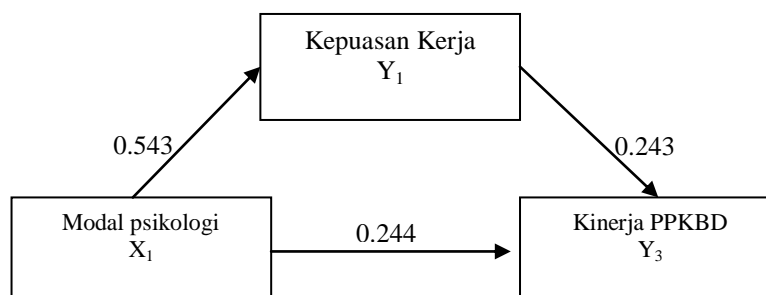 Kepuasan Kerja
Y1
0.543
0.243
Modal psikologi
X1
0.244
Kinerja PPKBD
Y3